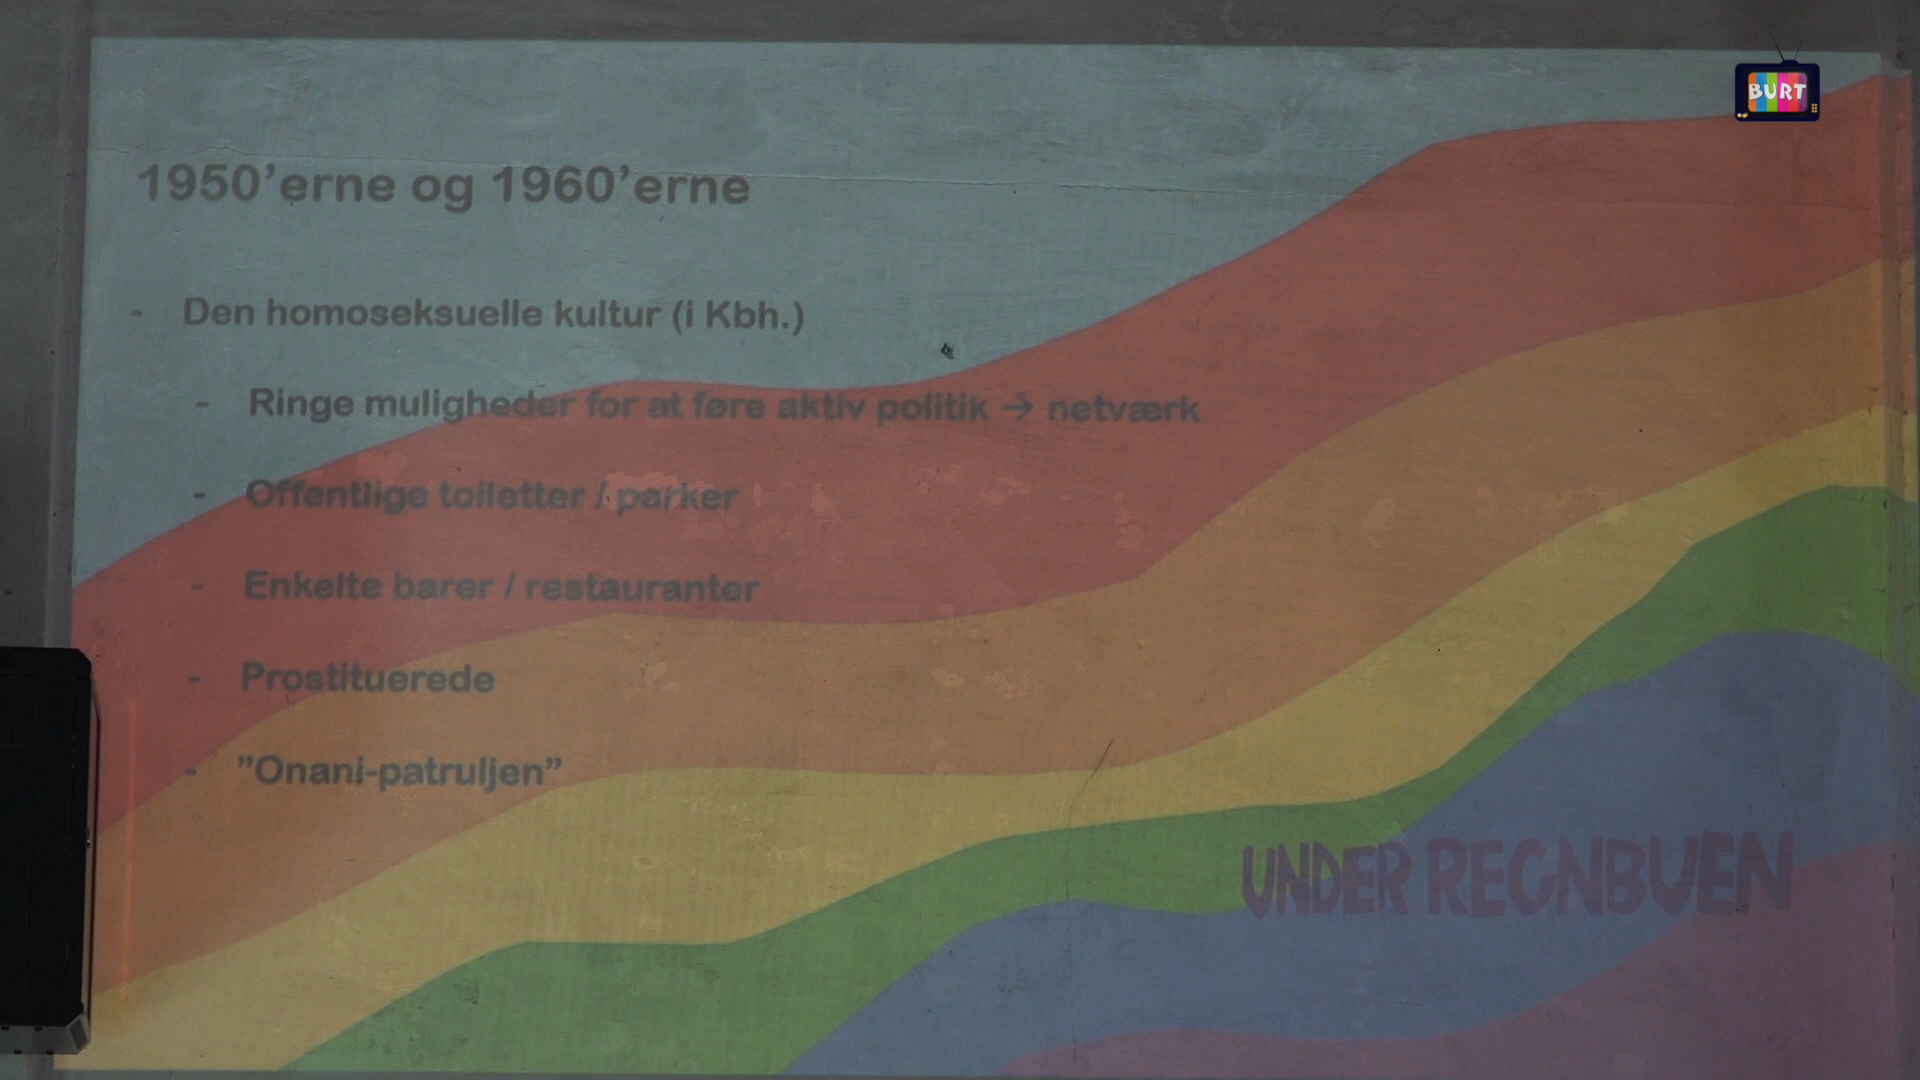 BURT
1950’erne og 1960’erne
- Den homoseksuelle kultur (i Kbh.)
- Ringe muligheder for at føre aktiv politik → netværk
- Offentlige toiletter / parker
- Enkelte barer / restauranter
- Prostituerede
- ”Onani-patruljen”
UNDER REGNBUEN